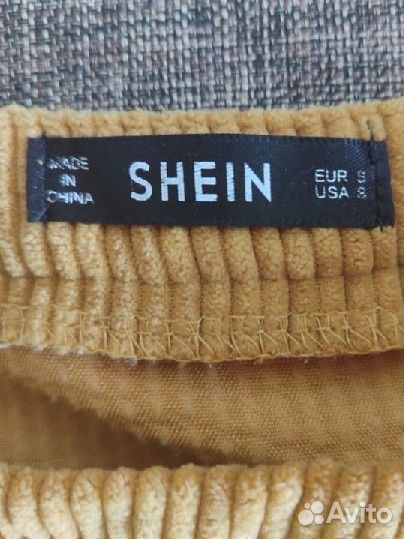 MADE
IN
CHINA
SHEIN
EUR S
USA S
Avito